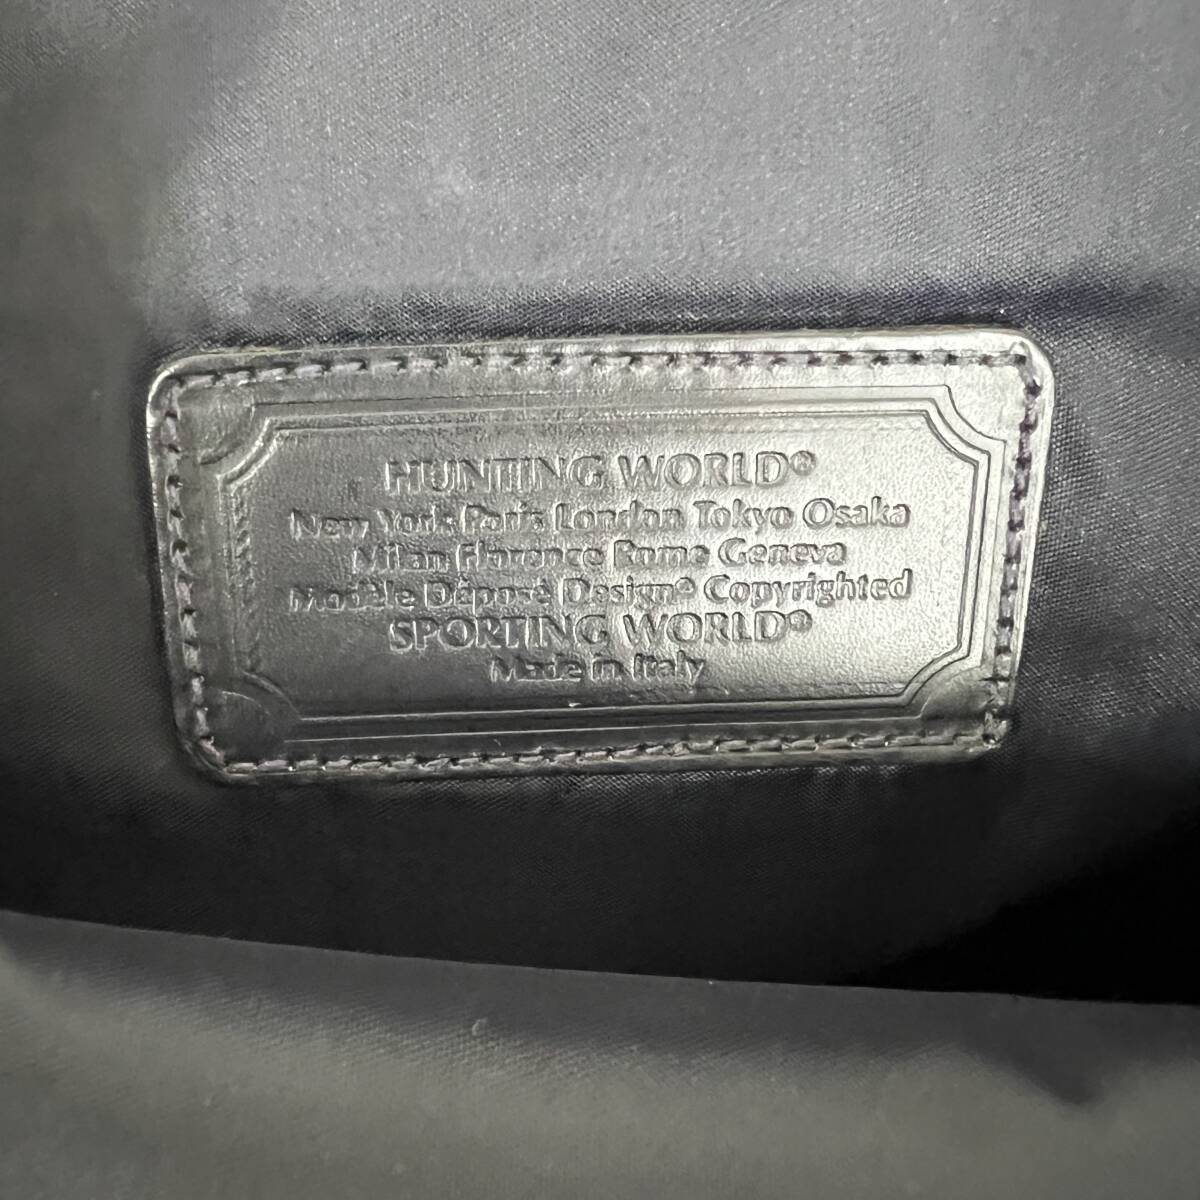 HUNTING WORLD®
New York Paris London Tokyo Osaka
Milan Florence Rome Geneva
Modèle Déposé Design® Copyrighted
SPORTING WORLD®
Made in Italy